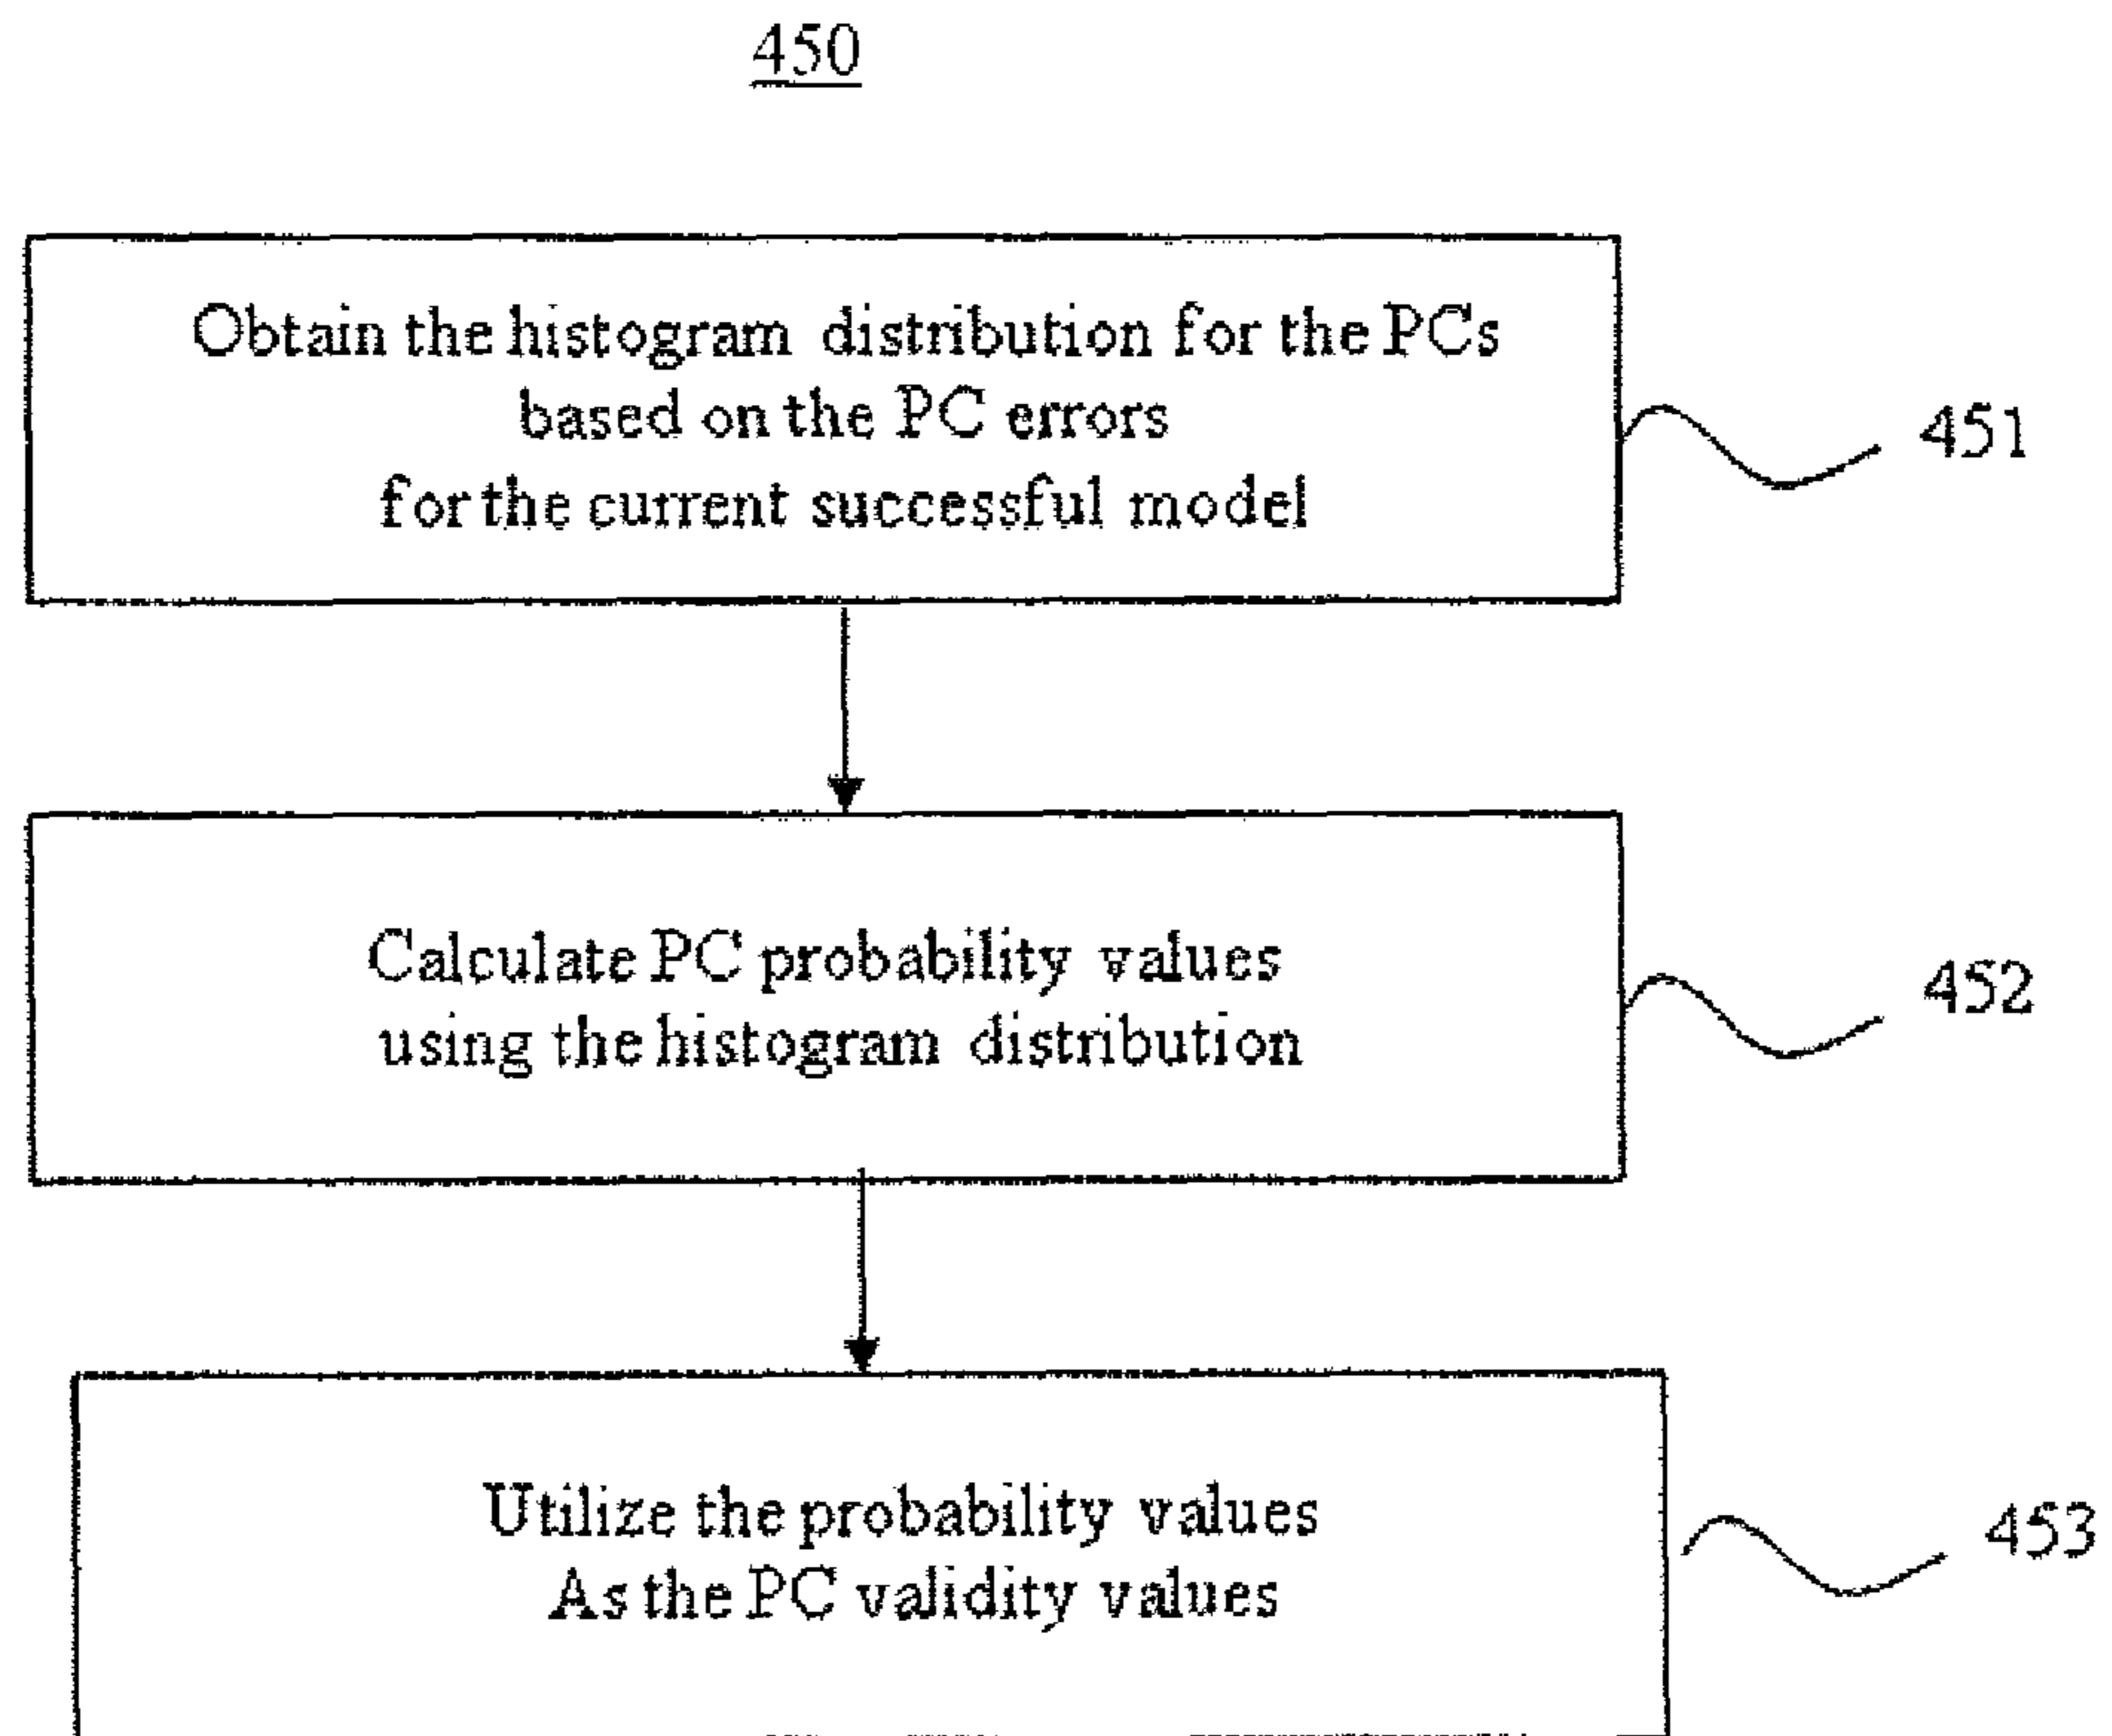 450
Obtain the histogram distribution for the PCs
based on the PC errors
for the current successful model
451
Calculate PC probability values
using the histogram distribution
452
Utilize the probability values
As the PC validity values
453